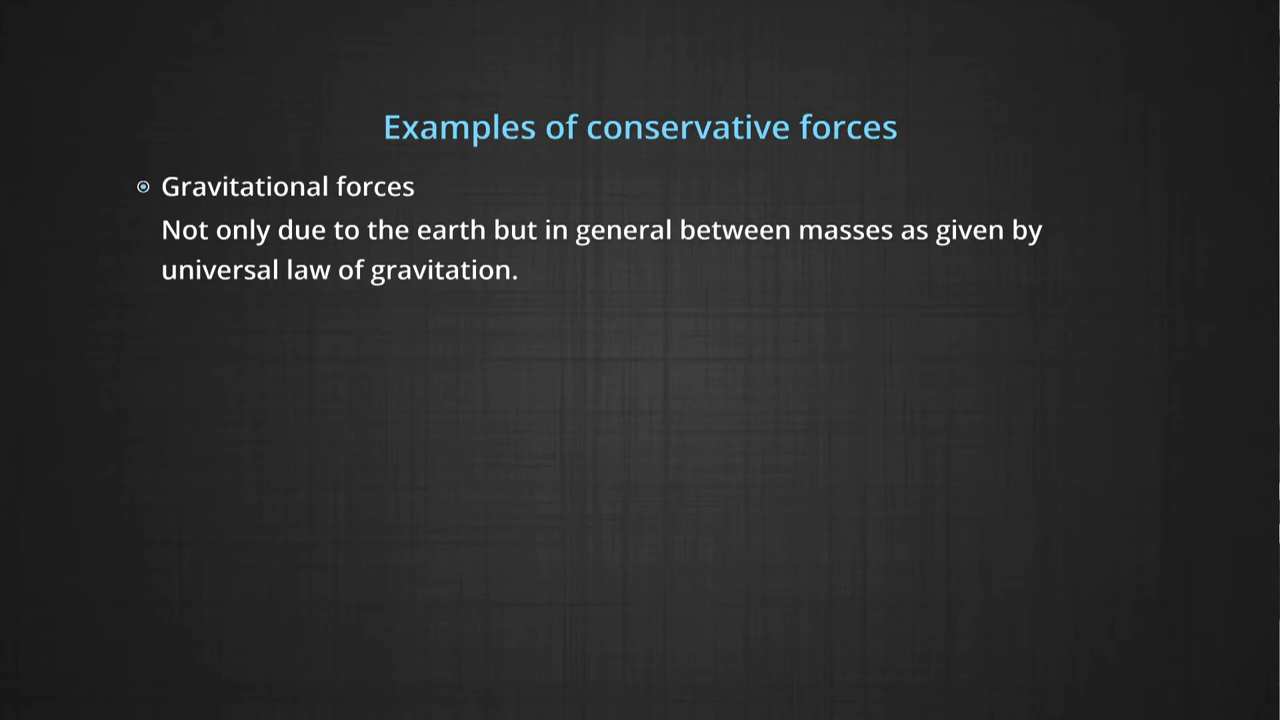 Examples of conservative forces
Gravitational forces
Not only due to the earth but in general between masses as given by
universal law of gravitation.